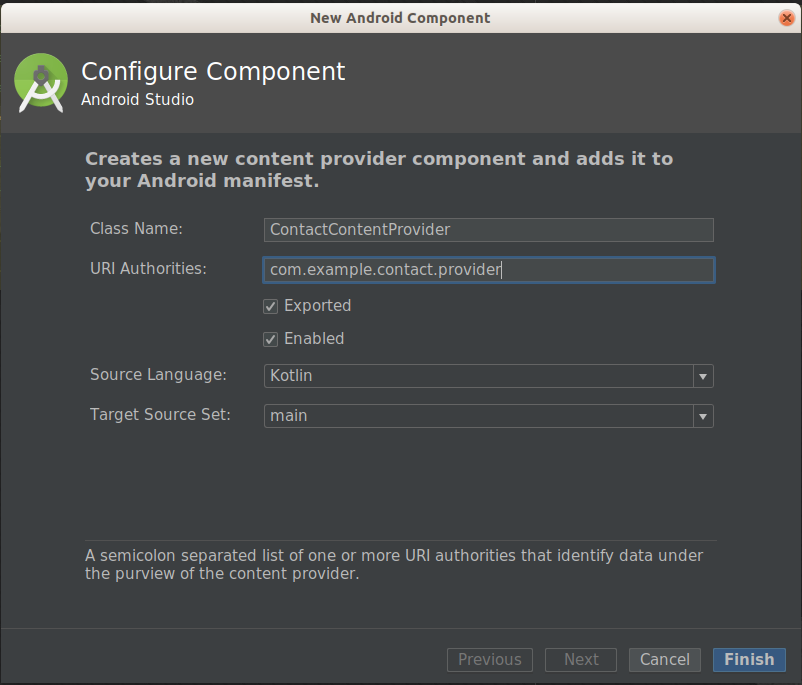 New Android Component
Configure Component
Android Studio
Creates a new content provider component and adds it to
your Android manifest.
Class Name:
ContactContentProvider
URI Authorities:
com.example.contact.provider
Exported
Enabled
Source Language:
Kotlin
Target Source Set:
main
A semicolon separated list of one or more URI authorities that identify data under
the purview of the content provider.
Previous
Next
Cancel
Finish